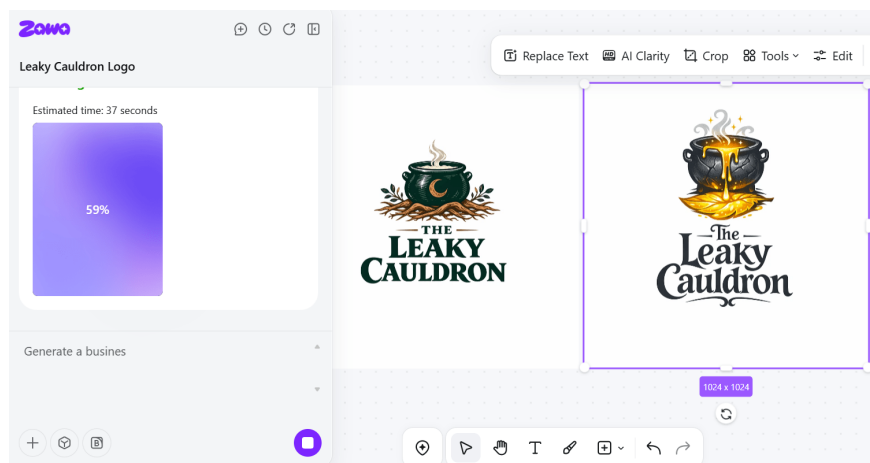 Zowo
Leaky Cauldron Logo
Estimated time: 37 seconds
59%
Generate a busines
Replace Text
HD AI Clarity
Crop
Tools
Edit
THE
LEAKY
CAULDRON
The
Leaky
Cauldron
1024 x 1024